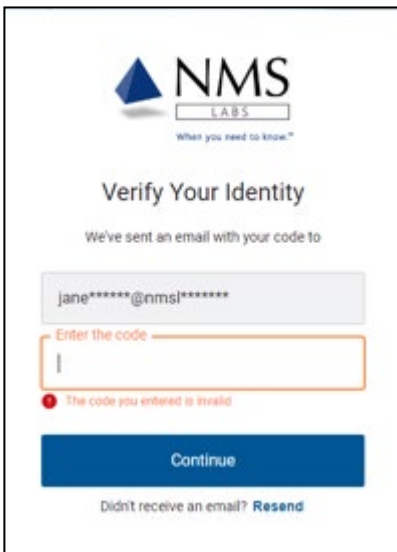 NMS
LABS
When you need to know.™
Verify Your Identity
We've sent an email with your code to
jane******@nmsl*******
Enter the code
The code you entered is invalid
Continue
Didn't receive an email? Resend